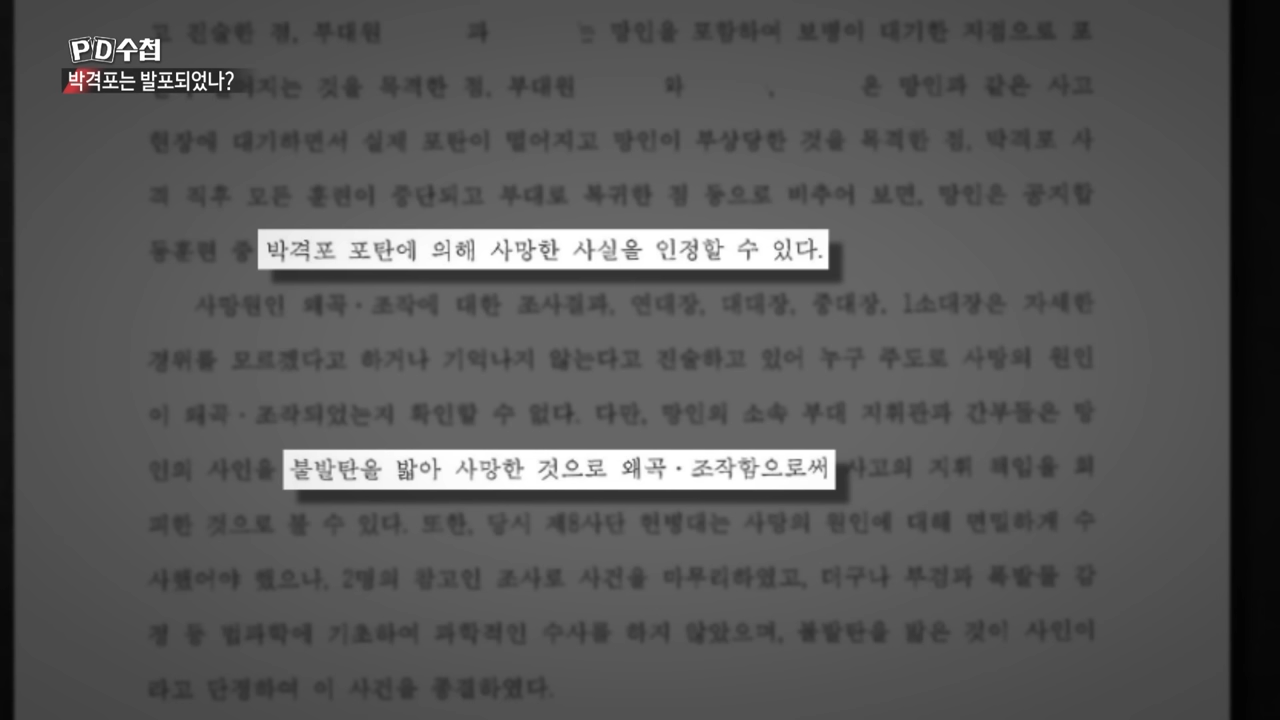 PD수첩
박격포는 발포되었나?
고 진술한 점, 부대원 과 는 망인을 포함하여 보병이 대기한 지점으로 포
어지는 것을 목격한 점, 부대원 와 , 은 망인과 같은 사고
현장에 대기하면서 실제 포탄이 떨어지고 망인이 부상당한 것을 목격한 점, 박격포 사
격 직후 모든 훈련이 중단되고 부대로 복귀한 점 등으로 비추어 보면, 망인은 공지합
동훈련 중 박격포 포탄에 의해 사망한 사실을 인정할 수 있다.
사망원인 왜곡·조작에 대한 조사결과, 연대장, 대대장, 중대장, 1소대장은 자세한
경위를 모르겠다고 하거나 기억나지 않는다고 진술하고 있어 누구 주도로 사망의 원인
이 왜곡·조작되었는지 확인할 수 없다. 다만, 망인의 소속 부대 지휘관과 간부들은 망
인의 사인을 불발탄을 밟아 사망한 것으로 왜곡·조작함으로써 사고의 지휘 책임을 회
피한 것으로 볼 수 있다. 또한, 당시 제8사단 헌병대는 사망의 원인에 대해 면밀하게 수
사했어야 했으나, 2명의 참고인 조사로 사건을 마무리하였고, 더구나 부검과 폭발물 감
정 등 법과학에 기초하여 과학적인 수사를 하지 않았으며, 불발탄을 밟은 것이 사인이
라고 단정하여 이 사건을 종결하였다.